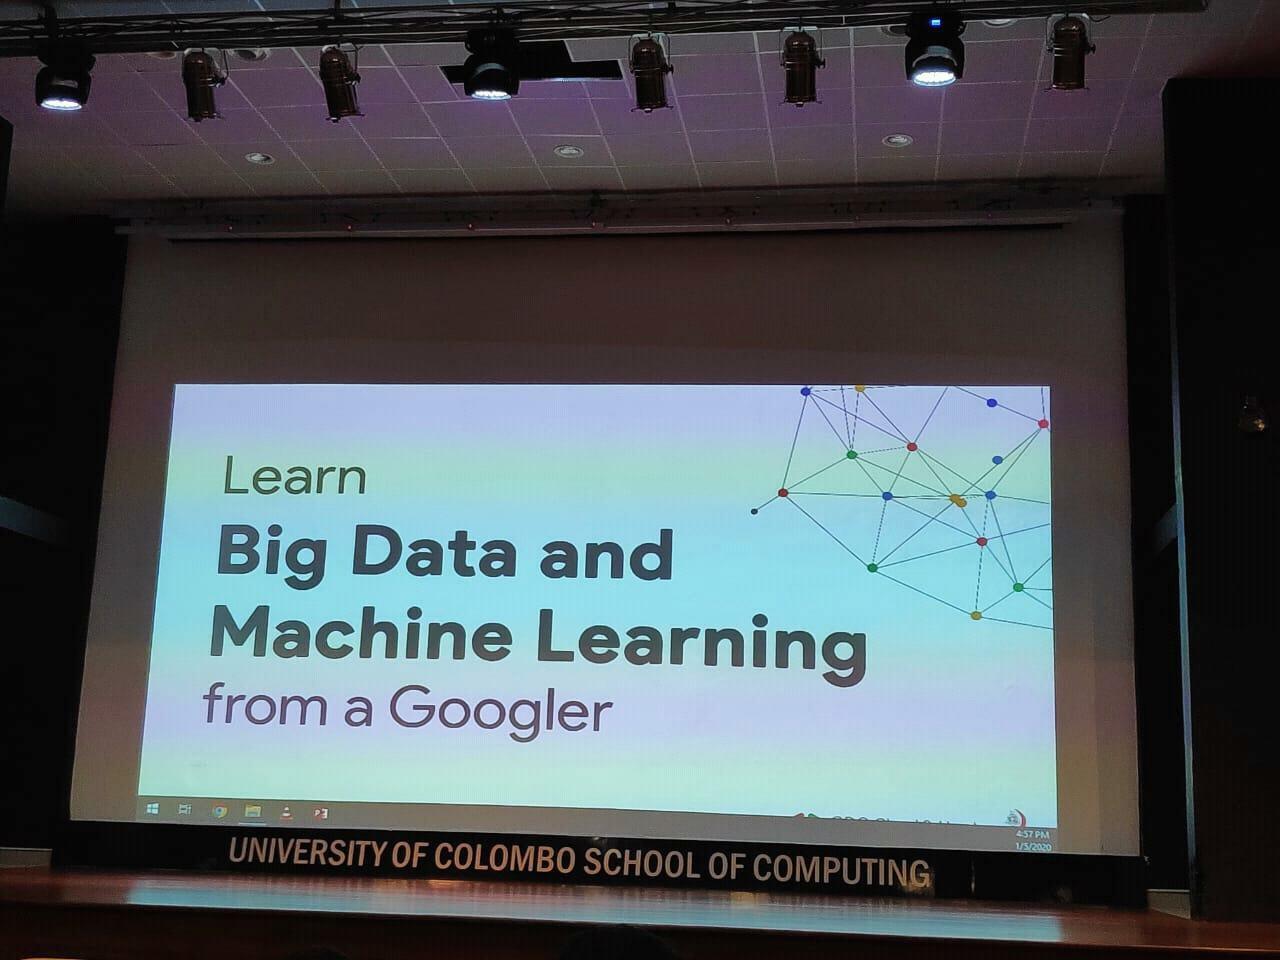 Learn
Big Data and
Machine Learning
from a Googler
4:57 PM
1/5/2020
UNIVERSITY OF COLOMBO SCHOOL OF COMPUTING